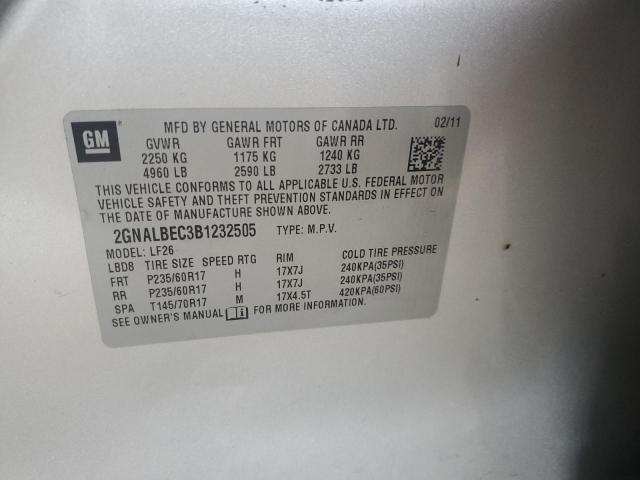 GM
MFD BY GENERAL MOTORS OF CANADA LTD. 02/11
GVWR GAWR FRT GAWR RR
2250 KG 1175 KG 1240 KG
4960 LB 2590 LB 2733 LB
THIS VEHICLE CONFORMS TO ALL APPLICABLE U.S. FEDERAL MOTOR
VEHICLE SAFETY AND THEFT PREVENTION STANDARDS IN EFFECT ON
THE DATE OF MANUFACTURE SHOWN ABOVE.
2GNALBEC3B1232505 TYPE: M.P.V.
MODEL: LF26
LBD8 TIRE SIZE SPEED RTG RIM COLD TIRE PRESSURE
FRT P235/60R17 H 17X7J 240KPA(35PSI)
RR P235/60R17 H 17X7J 240KPA(35PSI)
SPA T145/70R17 M 17X4.5T 420KPA(60PSI)
SEE OWNER'S MANUAL FOR MORE INFORMATION.